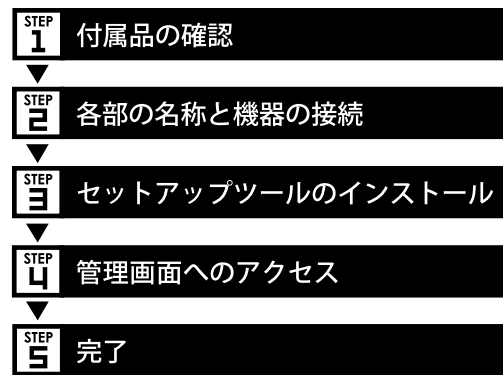 STEP 1 付属品の確認
STEP 2 各部の名称と機器の接続
STEP 3 セットアップツールのインストール
STEP 4 管理画面へのアクセス
STEP 5 完了